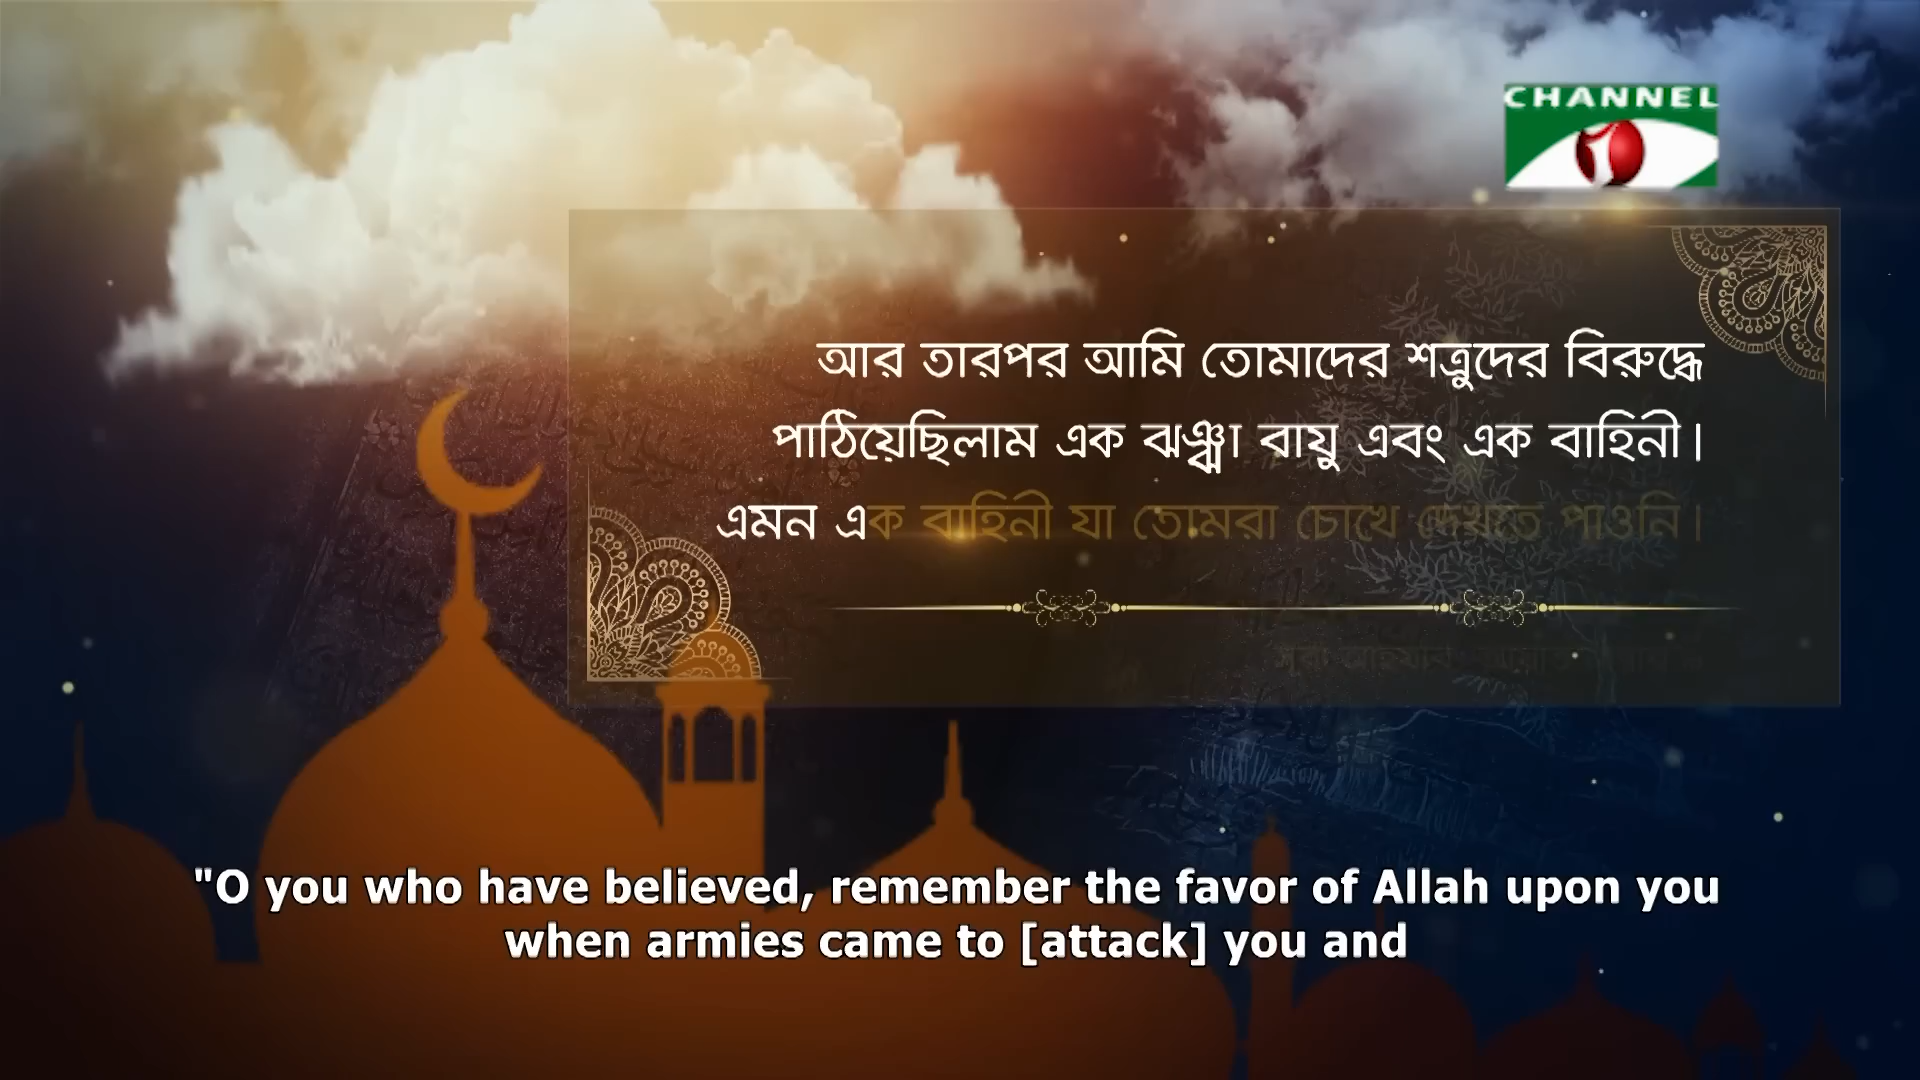 CHANNEL
আর তারপর আমি তোমাদের শত্রুদের বিরুদ্ধে
পাঠিয়েছিলাম এক ঝঞ্ঝা বায়ু এবং এক বাহিনী।
এমন এক বাহিনী যা তোমরা চোখে দেখতে পাওনি।
"O you who have believed, remember the favor of Allah upon you
when armies came to [attack] you and